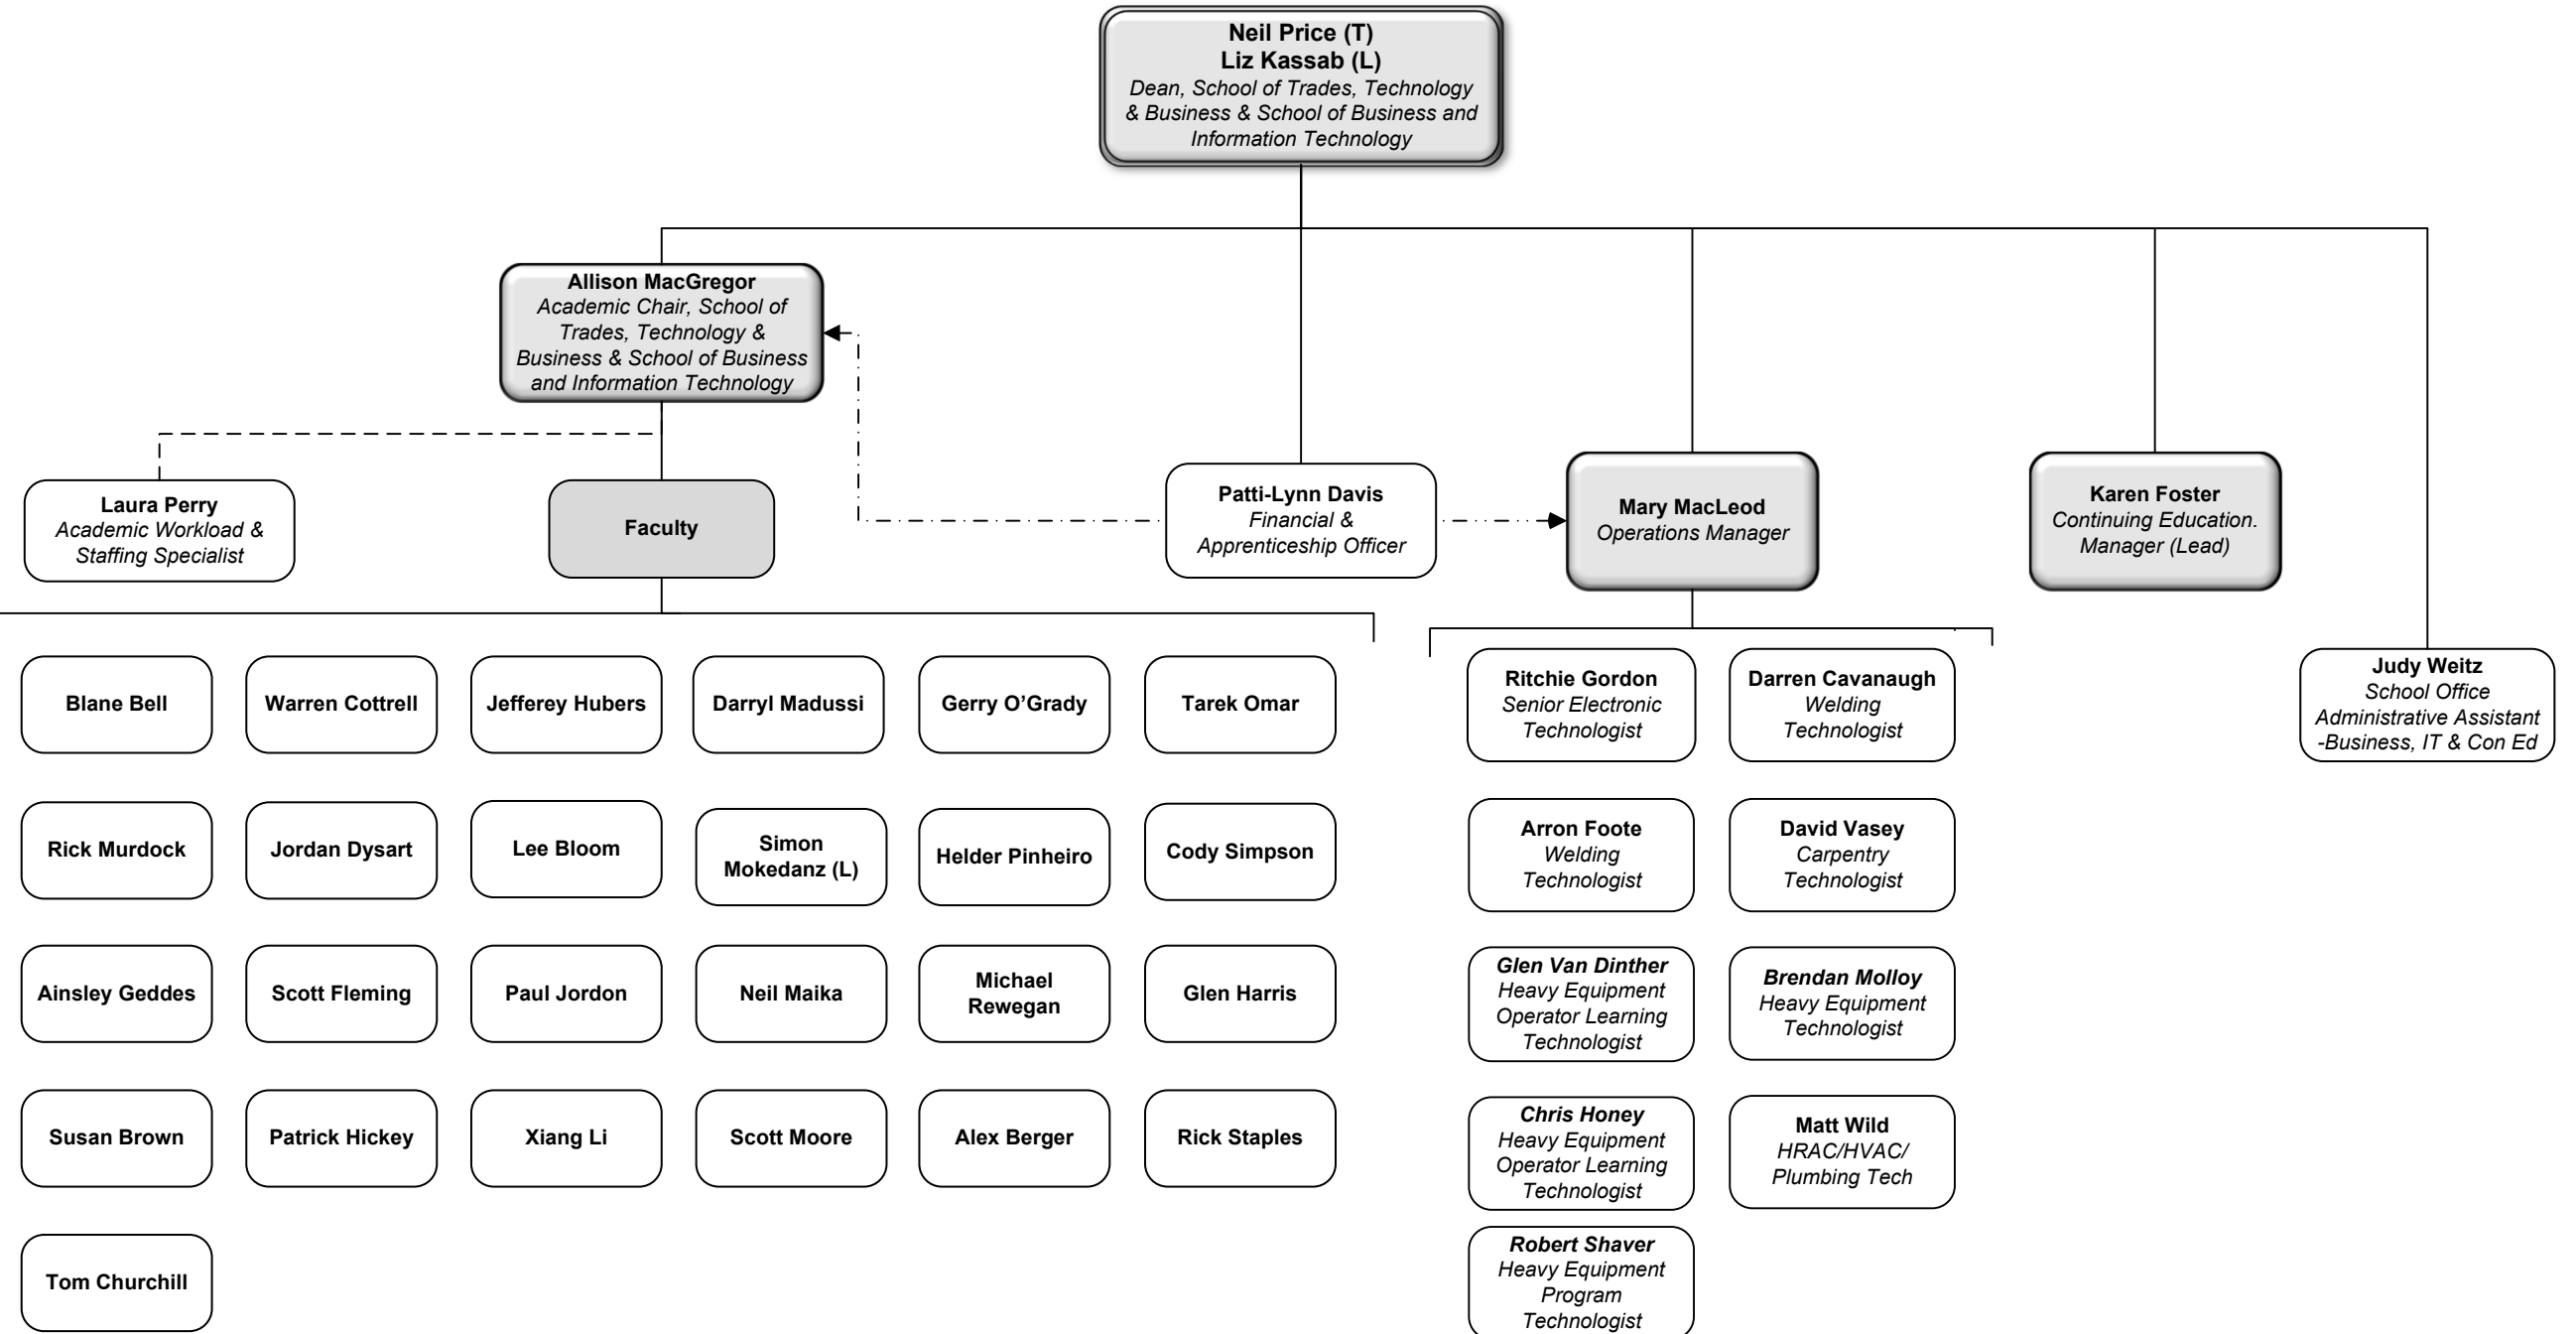 Neil Price (T)
Liz Kassab (L)
Dean, School of Trades, Technology
& Business & School of Business and
Information Technology
Allison MacGregor
Academic Chair, School of
Trades, Technology &
Business & School of Business
and Information Technology
Laura Perry
Academic Workload &
Staffing Specialist
Faculty
Patti-Lynn Davis
Financial &
Apprenticeship Officer
Mary MacLeod
Operations Manager
Karen Foster
Continuing Education.
Manager (Lead)
Blane Bell
Warren Cottrell
Jefferey Hubers
Darryl Madussi
Gerry O’Grady
Tarek Omar
Ritchie Gordon
Senior Electronic
Technologist
Darren Cavanaugh
Welding
Technologist
Judy Weitz
School Office
Administrative Assistant
-Business, IT & Con Ed
Rick Murdock
Jordan Dysart
Lee Bloom
Simon
Mokedanz (L)
Helder Pinheiro
Cody Simpson
Arron Foote
Welding
Technologist
David Vasey
Carpentry
Technologist
Ainsley Geddes
Scott Fleming
Paul Jordon
Neil Maika
Michael
Rewegan
Glen Harris
Glen Van Dinther
Heavy Equipment
Operator Learning
Technologist
Brendan Molloy
Heavy Equipment
Technologist
Susan Brown
Patrick Hickey
Xiang Li
Scott Moore
Alex Berger
Rick Staples
Chris Honey
Heavy Equipment
Operator Learning
Technologist
Matt Wild
HRAC/HVAC/
Plumbing Tech
Tom Churchill
Robert Shaver
Heavy Equipment
Program
Technologist